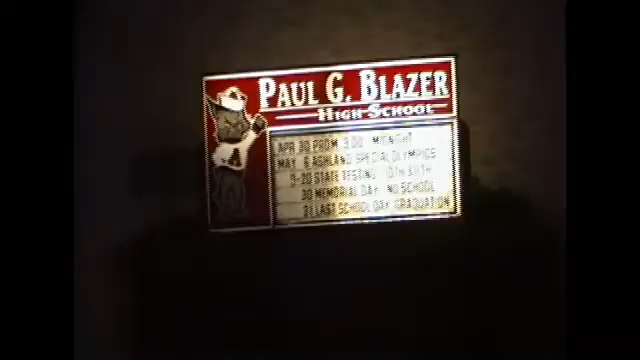 PAUL G. BLAZER
HIGH SCHOOL
A
APR 30 PROM 9:00 MIDNIGHT
MAY 6 ASHLAND SPECIAL OLYMPICS
9-20 STATE TESTING
30 MEMORIAL DAY NO SCHOOL
31 LAST SCHOOL DAY GRADUATION